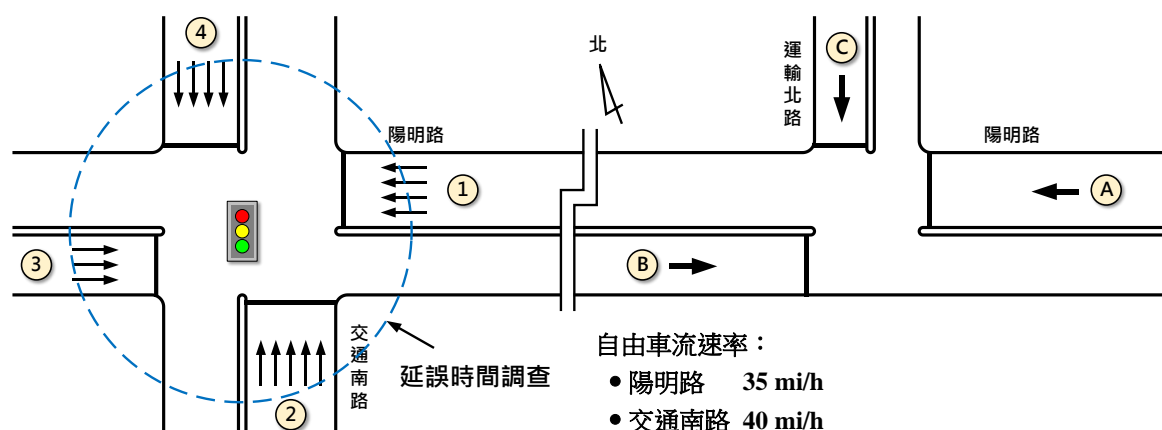 4
北
運輸北路
C
陽明路
陽明路
1
A
3
B
交通南路
延誤時間調查
2
自由車流速率：
• 陽明路 35 mi/h
• 交通南路 40 mi/h